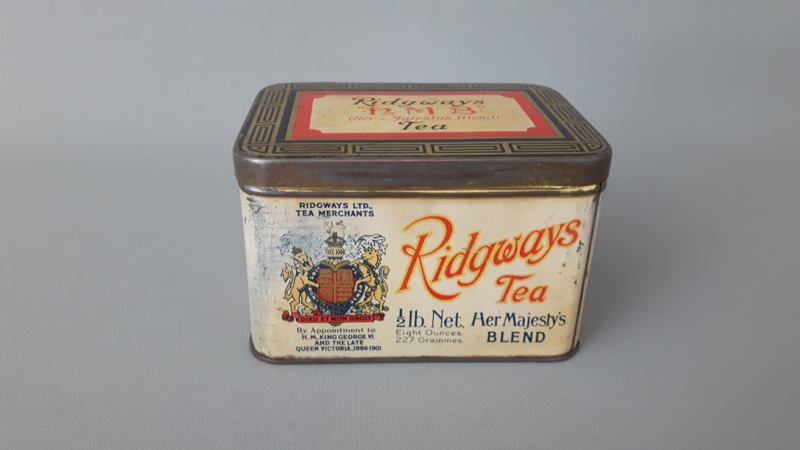 Ridgways
"H.M.B"
(Her Majesty's Blend)
Tea
RIDGWAYS LTD.,
TEA MERCHANTS
DIEU ET MON DROIT
By Appointment to
H.M. KING GEORGE VI
AND THE LATE
QUEEN VICTORIA, 1886-1901
Ridgways
Tea
½ lb. Net.
Eight Ounces.
227 Grammes.
Her Majesty's
BLEND